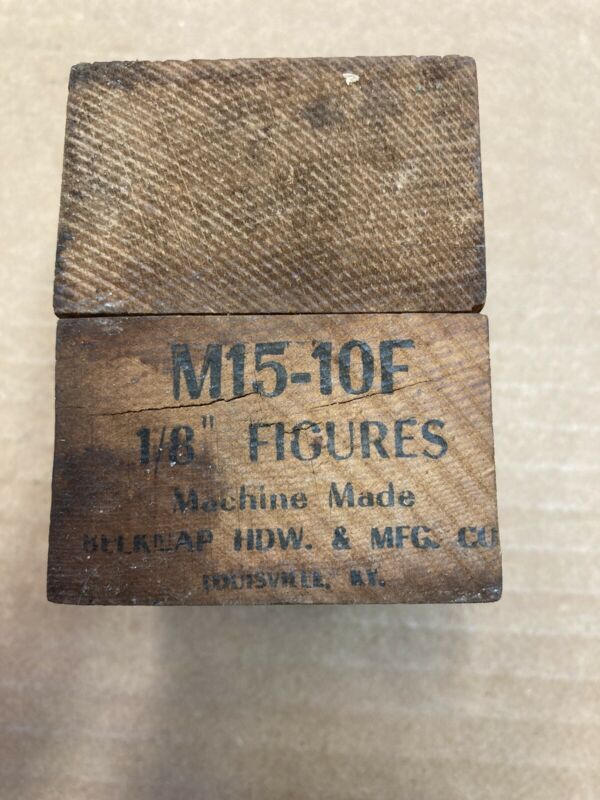 M15-10F
1/8" FIGURES
Machine Made
BELKNAP HDW. & MFG. CO
LOUISVILLE, KY.